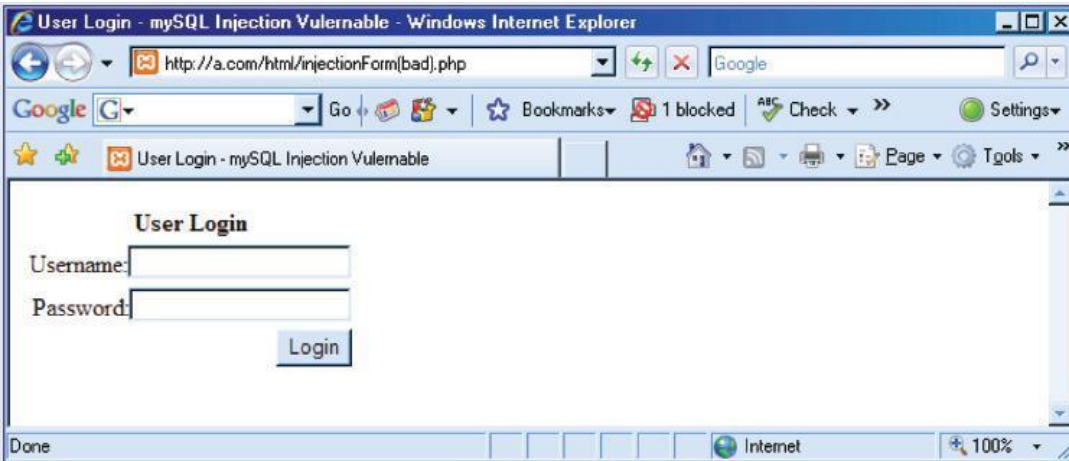 User Login - mySQL Injection Vulernable - Windows Internet Explorer
http://a.com/html/injectionForm(bad).php
Google
Google G
Go
Bookmarks
1 blocked
ABC Check
»
Settings
User Login - mySQL Injection Vulernable
Page
Tools
»
User Login
Username:
Password:
Login
Done
Internet
100%